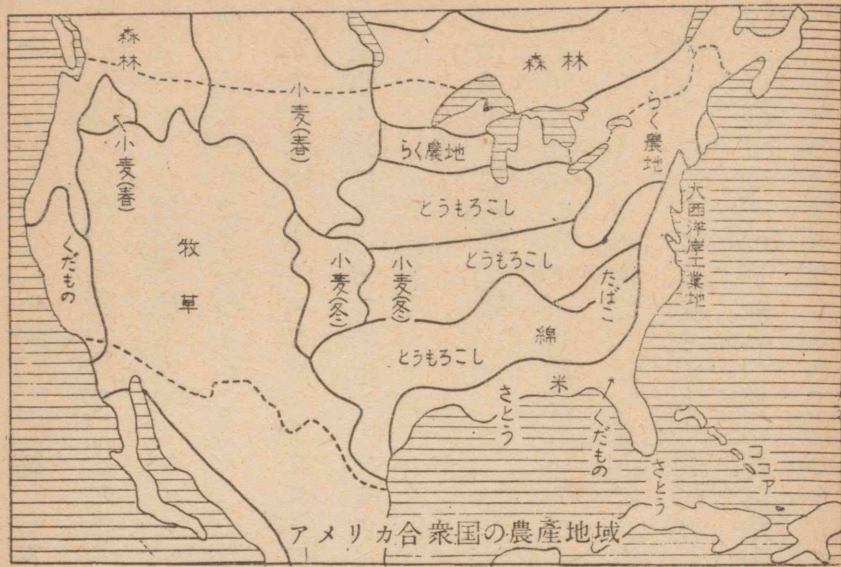 森林
小麦(春)
森林
らく農地
小麦(春)
らく農地
とうもろこし
大西洋岸工業地
牧草
くだもの
小麦(冬)
小麦(冬)
とうもろこし
たばこ
綿
とうもろこし
米
さとう
くだもの
さとう
ココア
アメリカ合衆国の農産地域